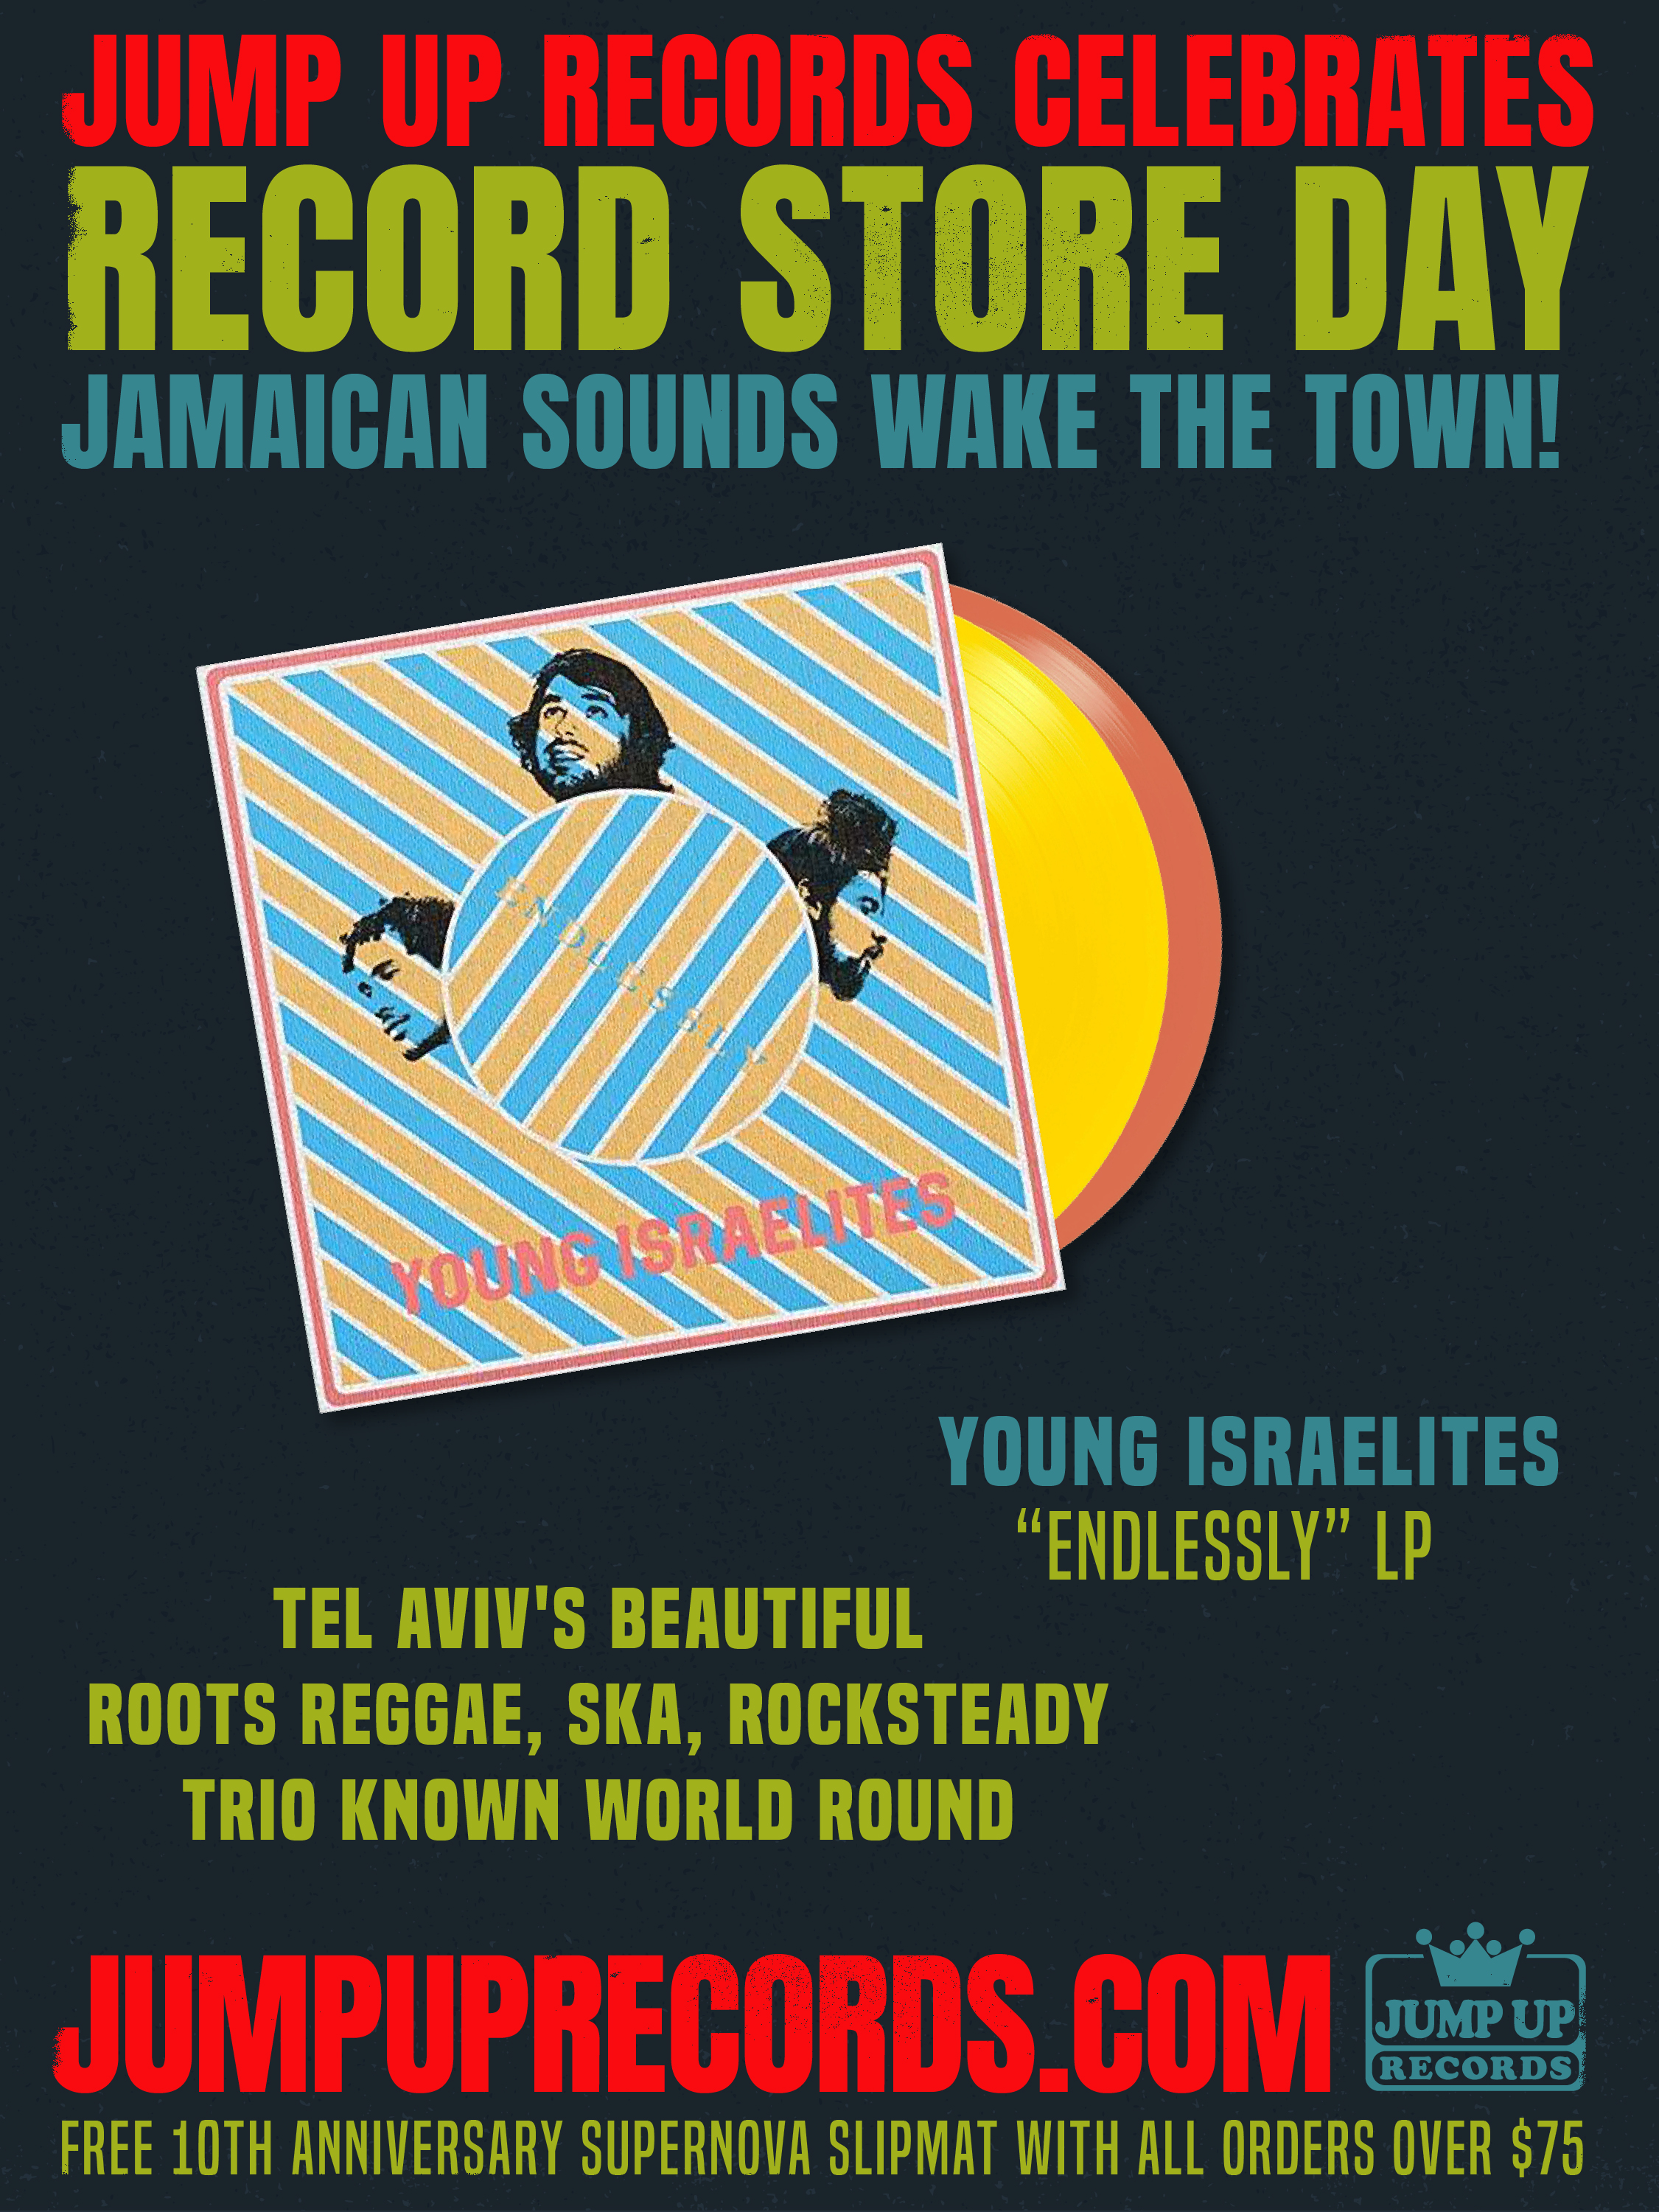 JUMP UP RECORDS CELEBRATES
RECORD STORE DAY
JAMAICAN SOUNDS WAKE THE TOWN!
ENDLESSLY
YOUNG ISRAELITES
YOUNG ISRAELITES
“ENDLESSLY” LP
TEL AVIV'S BEAUTIFUL
ROOTS REGGAE, SKA, ROCKSTEADY
TRIO KNOWN WORLD ROUND
JUMPUPRECORDS.COM
JUMP UP
RECORDS
FREE 10TH ANNIVERSARY SUPERNOVA SLIPMAT WITH ALL ORDERS OVER $75